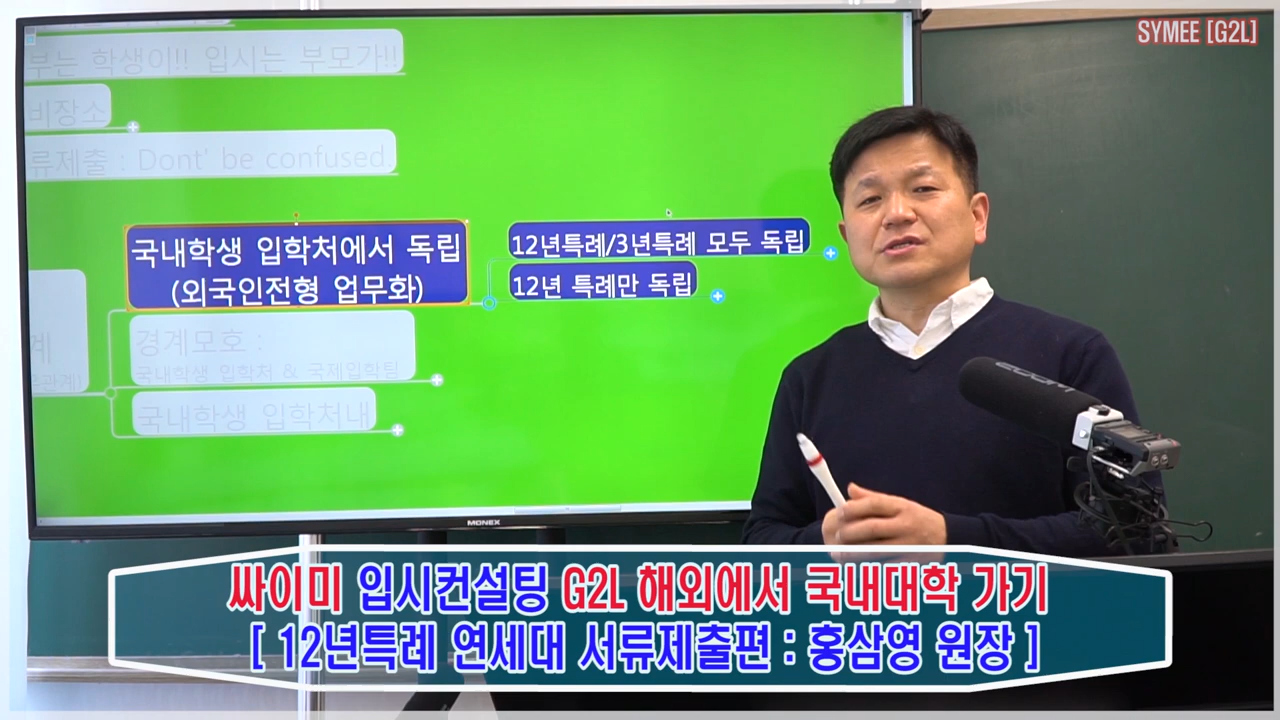 SYMEE [G2L]
부는 학생이!! 입시는 부모가!!
비장소
류제출 : Dont' be confused.
국내학생 입학처에서 독립
(외국인전형 업무화)
12년특례/3년특례 모두 독립
12년 특례만 독립
계
경계모호 :
국내학생 입학처 & 국제입학팀
국내학생 입학처내
MONEX
ZOOM
싸이미 입시컨설팅 G2L 해외에서 국내대학 가기
[ 12년특례 연세대 서류제출편 : 홍삼영 원장 ]